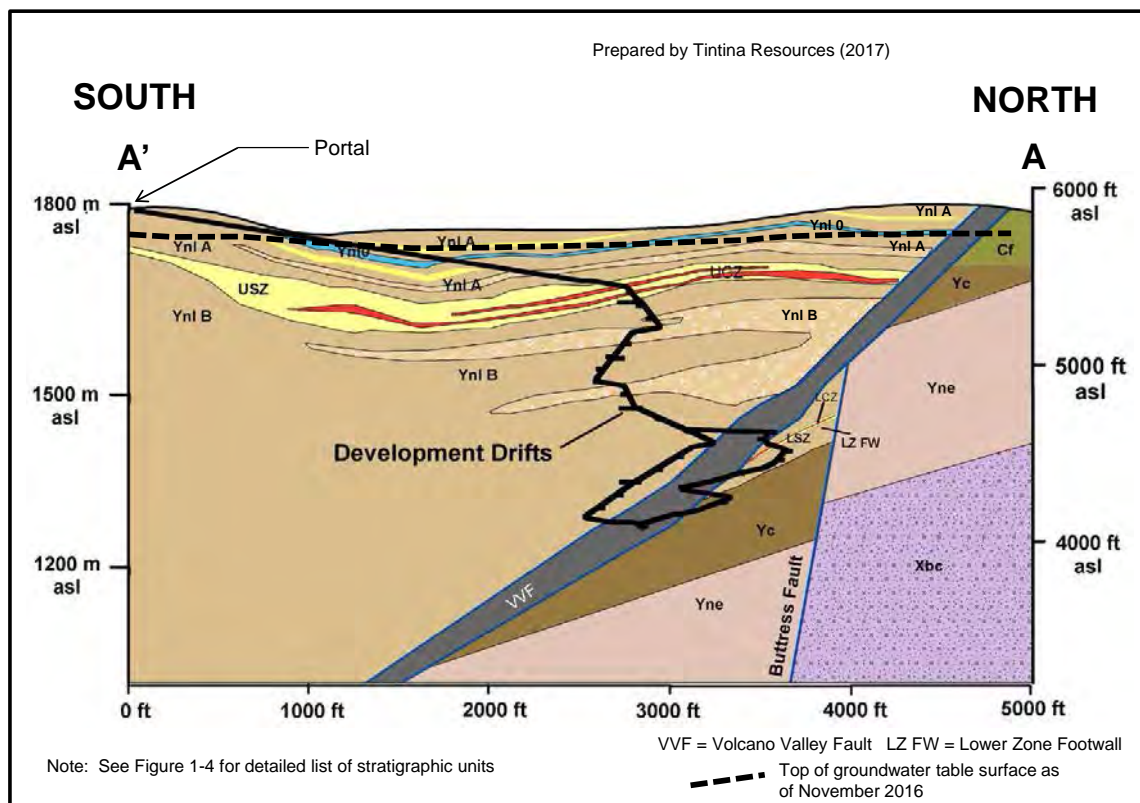 Prepared by Tintina Resources (2017)
SOUTH
NORTH
A'
Portal
A
1800 m
asl
6000 ft
asl
Ynl A
Ynl 0
Ynl A
Ynl A
Ynl 0
Ynl A
Cf
USZ
Ynl A
UCZ
Yc
Ynl B
Ynl B
5000 ft
asl
Ynl B
Yne
1500 m
asl
LCZ
Development Drifts
LSZ
LZ FW
4000 ft
asl
Yc
1200 m
asl
Xbc
VVF
Yne
Buttress Fault
0 ft
1000 ft
2000 ft
3000 ft
4000 ft
5000 ft
VVF = Volcano Valley Fault LZ FW = Lower Zone Footwall
Note: See Figure 1-4 for detailed list of stratigraphic units
Top of groundwater table surface as
of November 2016